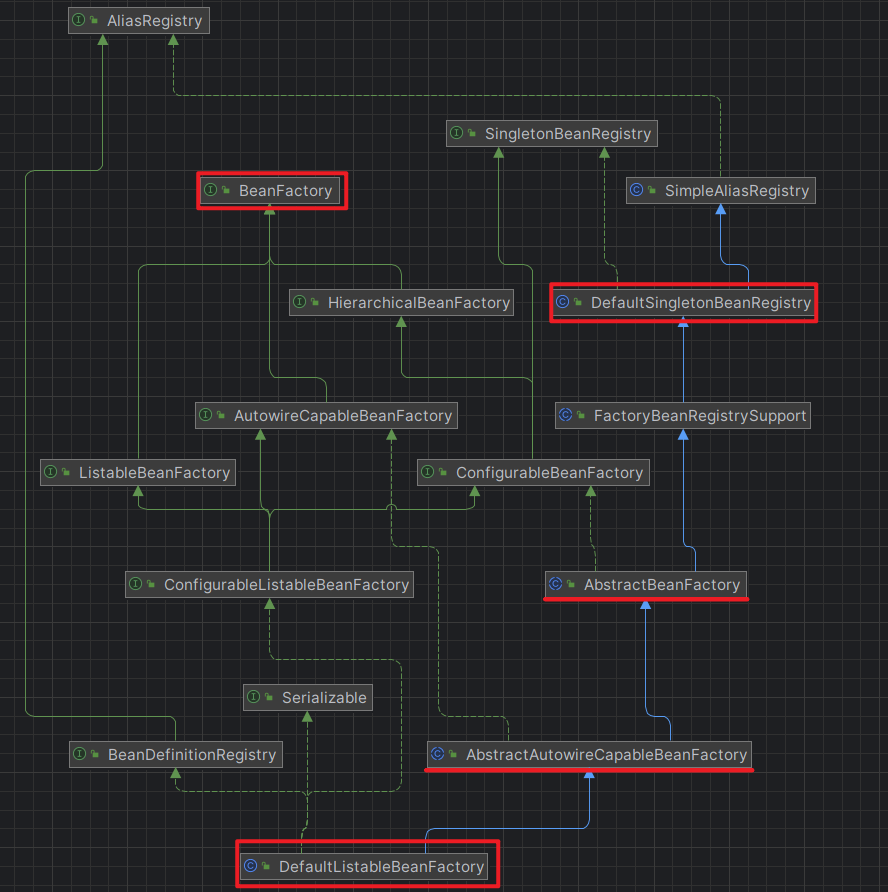 AliasRegistry
SingletonBeanRegistry
BeanFactory
SimpleAliasRegistry
HierarchicalBeanFactory
DefaultSingletonBeanRegistry
AutowireCapableBeanFactory
FactoryBeanRegistrySupport
ListableBeanFactory
ConfigurableBeanFactory
ConfigurableListableBeanFactory
AbstractBeanFactory
Serializable
BeanDefinitionRegistry
AbstractAutowireCapableBeanFactory
DefaultListableBeanFactory